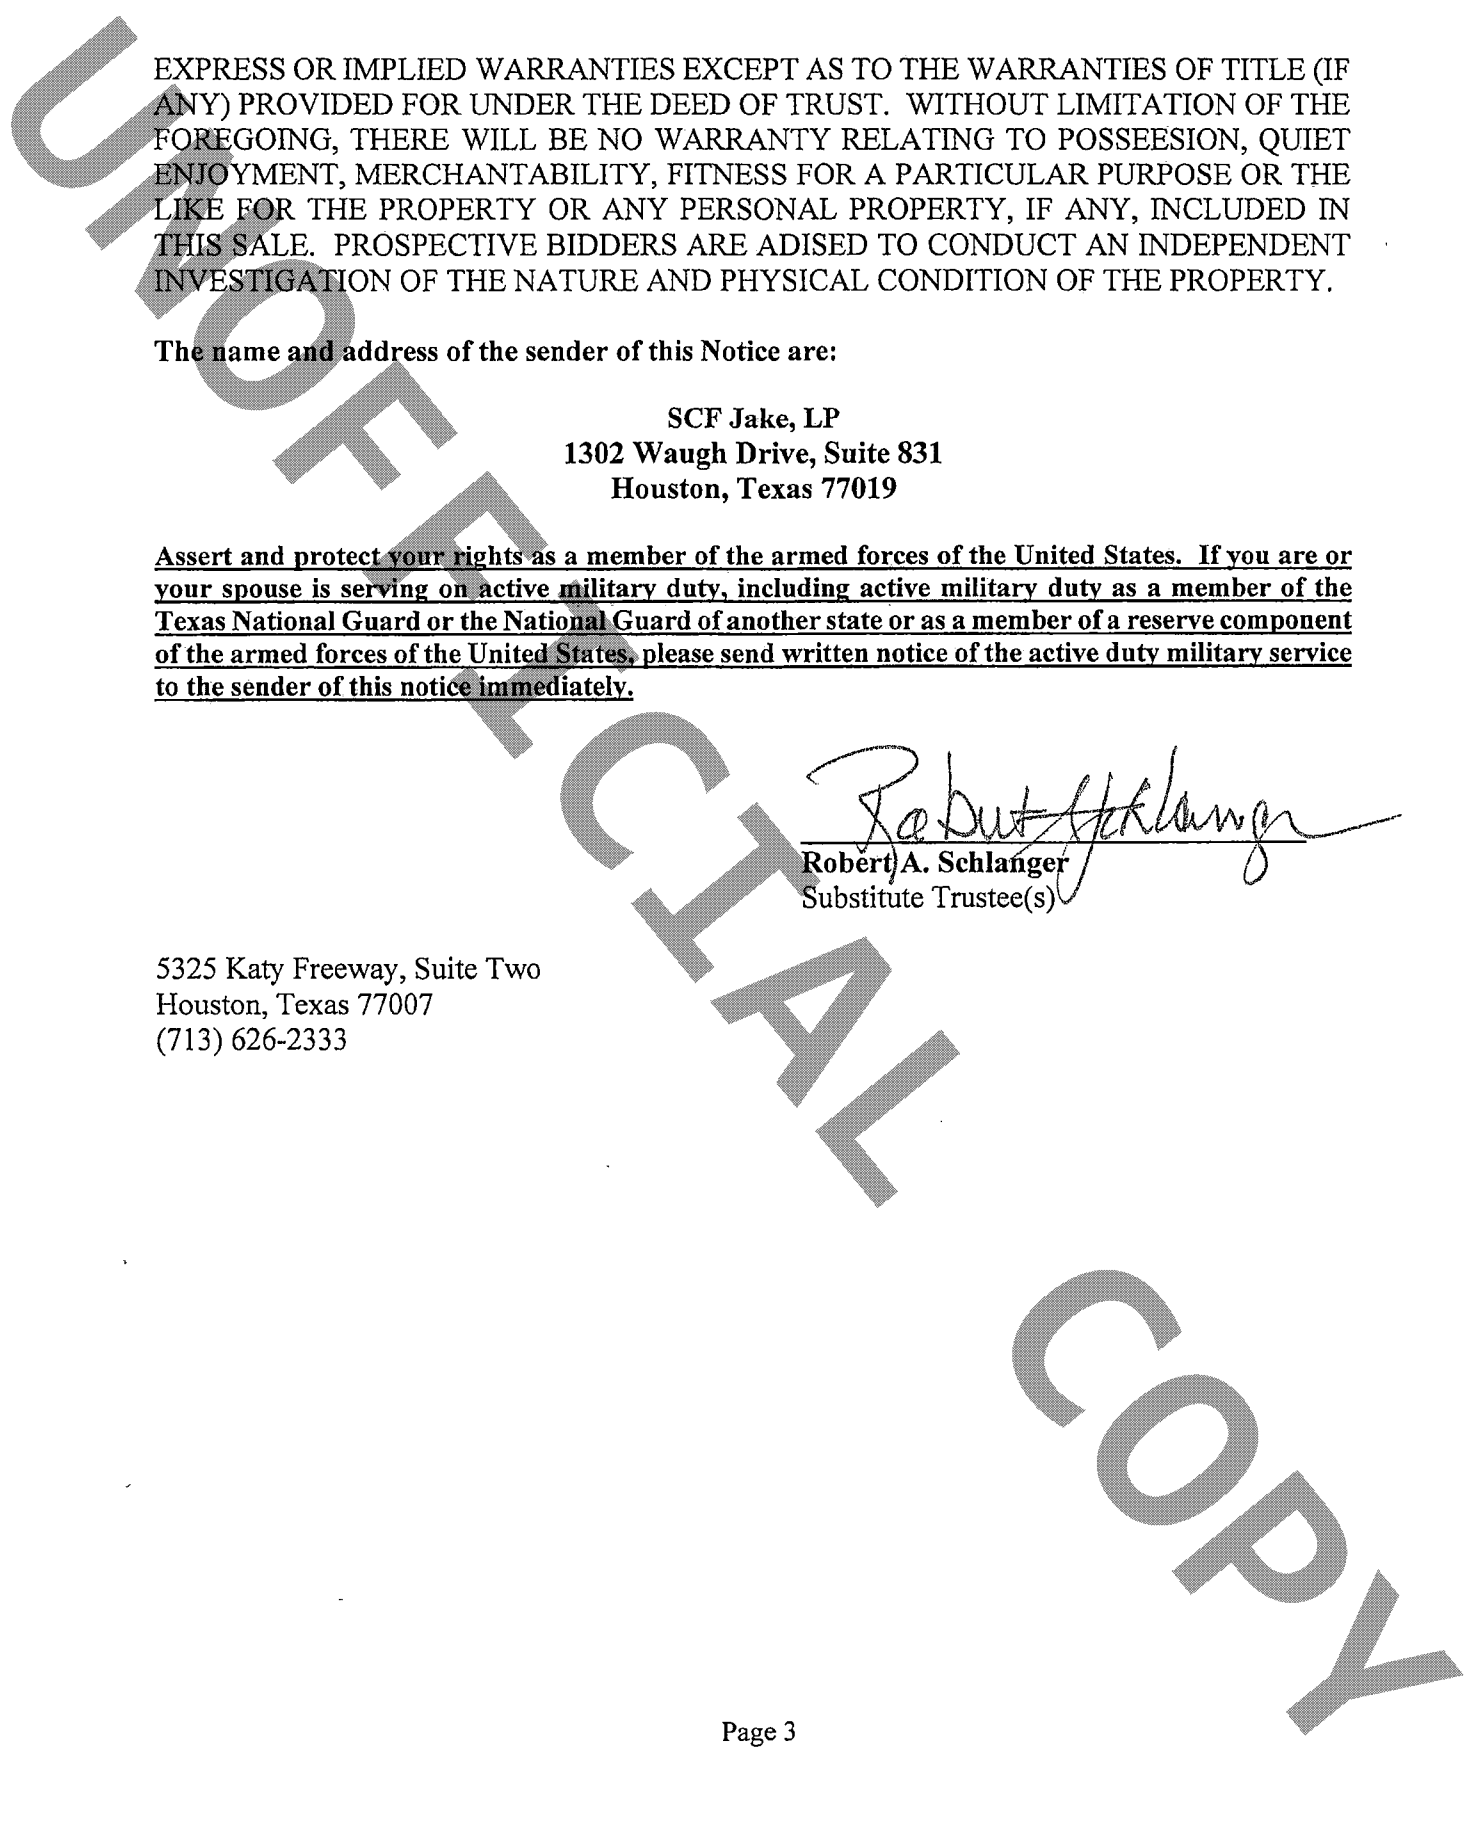 EXPRESS OR IMPLIED WARRANTIES EXCEPT AS TO THE WARRANTIES OF TITLE (IF
ANY) PROVIDED FOR UNDER THE DEED OF TRUST. WITHOUT LIMITATION OF THE
FOREGOING, THERE WILL BE NO WARRANTY RELATING TO POSSEESION, QUIET
ENJOYMENT, MERCHANTABILITY, FITNESS FOR A PARTICULAR PURPOSE OR THE
LIKE FOR THE PROPERTY OR ANY PERSONAL PROPERTY, IF ANY, INCLUDED IN
THIS SALE. PROSPECTIVE BIDDERS ARE ADISED TO CONDUCT AN INDEPENDENT
INVESTIGATION OF THE NATURE AND PHYSICAL CONDITION OF THE PROPERTY.
The name and address of the sender of this Notice are:
SCF Jake, LP
1302 Waugh Drive, Suite 831
Houston, Texas 77019
Assert and protect your rights as a member of the armed forces of the United States. If you are or
your spouse is serving on active military duty, including active military duty as a member of the
Texas National Guard or the National Guard of another state or as a member of a reserve component
of the armed forces of the United States, please send written notice of the active duty military service
to the sender of this notice immediately.
Robert A. Schlanger
Robert A. Schlanger
Substitute Trustee(s)
5325 Katy Freeway, Suite Two
Houston, Texas 77007
(713) 626-2333
Page 3
UNOFFICIAL COPY